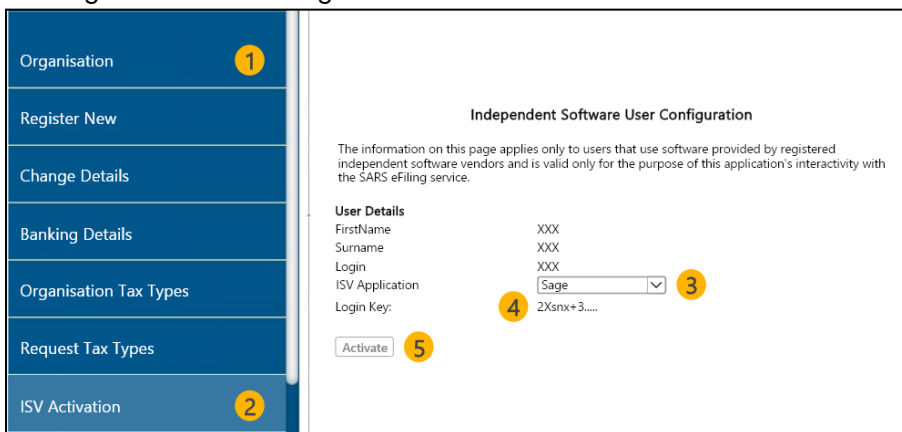 Organisation 1
Register New
Change Details
Banking Details
Organisation Tax Types
Request Tax Types
ISV Activation 2
Independent Software User Configuration
The information on this page applies only to users that use software provided by registered
independent software vendors and is valid only for the purpose of this application's interactivity with
the SARS eFiling service.
User Details
FirstName XXX
Surname XXX
Login XXX
ISV Application Sage 3
Login Key: 4 2Xsnx+3.....
Activate 5